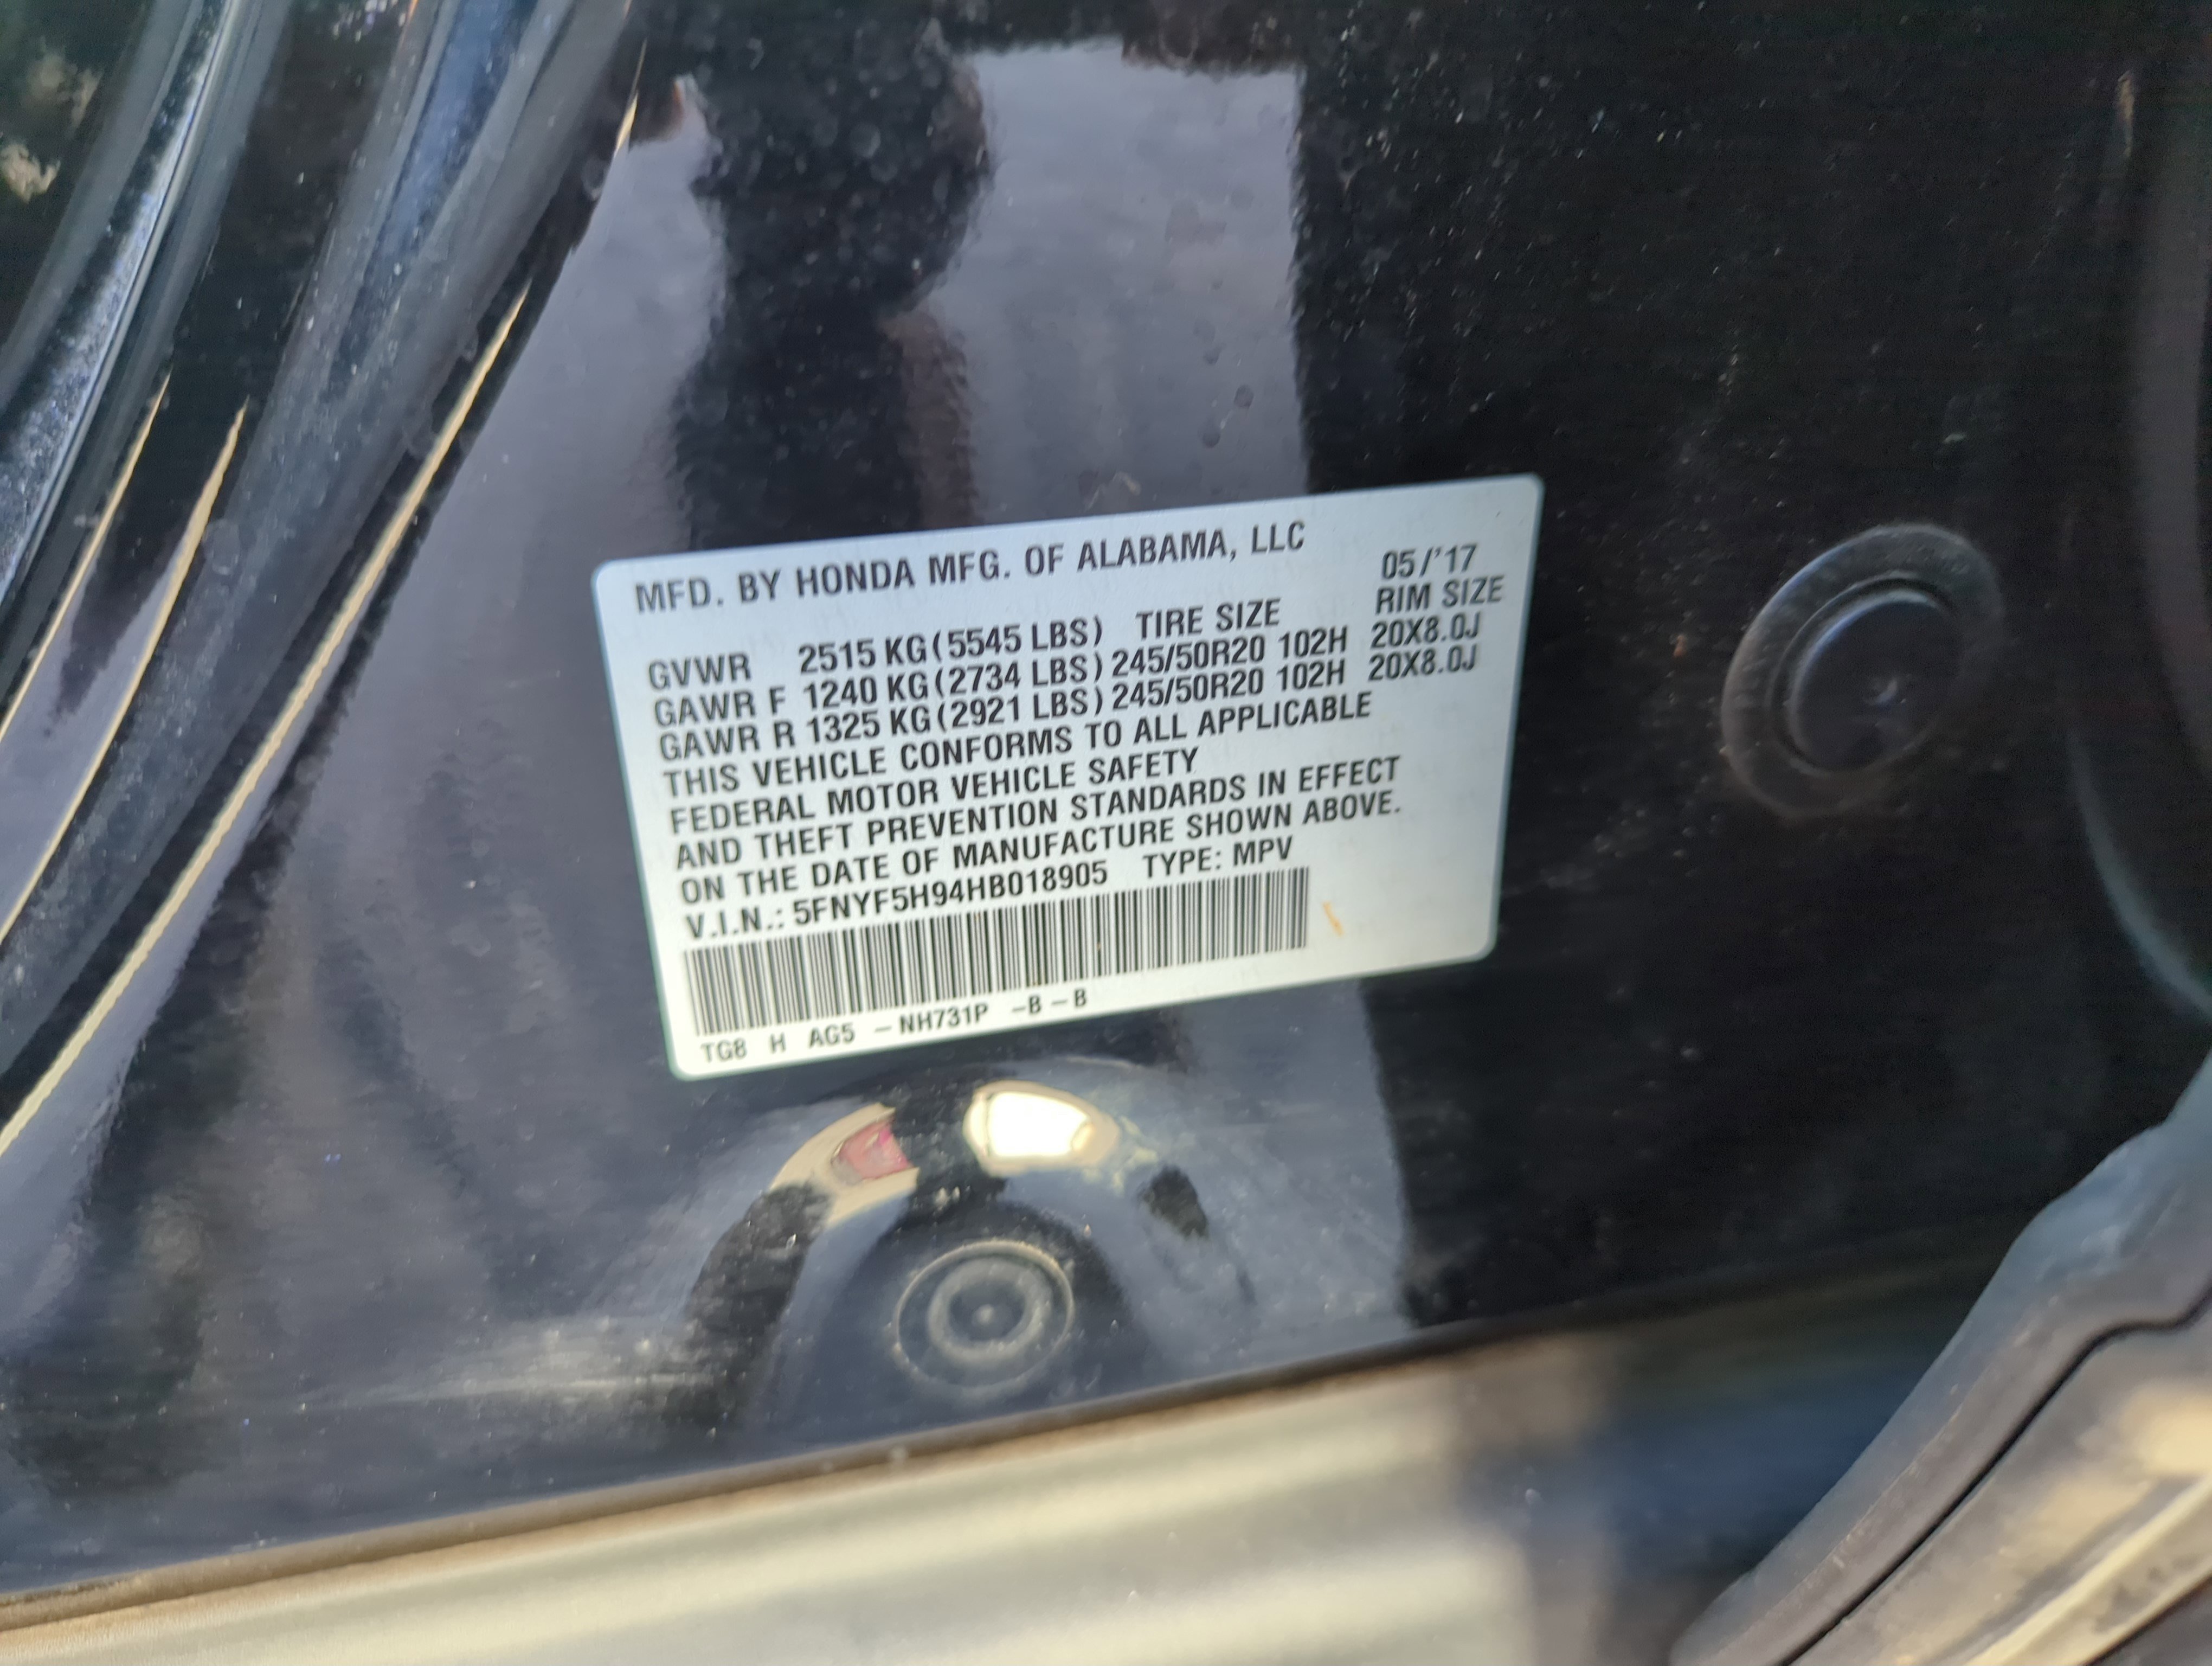 MFD. BY HONDA MFG. OF ALABAMA, LLC
05/'17
TIRE SIZE RIM SIZE
GVWR 2515 KG(5545 LBS)
GAWR F 1240 KG(2734 LBS) 245/50R20 102H 20X8.0J
GAWR R 1325 KG(2921 LBS) 245/50R20 102H 20X8.0J
THIS VEHICLE CONFORMS TO ALL APPLICABLE
FEDERAL MOTOR VEHICLE SAFETY
AND THEFT PREVENTION STANDARDS IN EFFECT
ON THE DATE OF MANUFACTURE SHOWN ABOVE.
V.I.N.: 5FNYF5H94HB018905 TYPE: MPV
TG8 H AG5 -NH731P -B-B